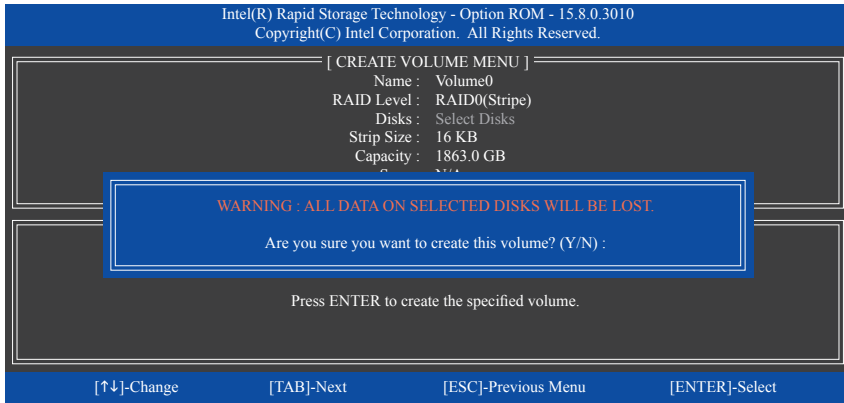 Intel(R) Rapid Storage Technology - Option ROM - 15.8.0.3010
Copyright(C) Intel Corporation. All Rights Reserved.
[ CREATE VOLUME MENU ]
Name : Volume0
RAID Level : RAID0(Stripe)
Disks : Select Disks
Strip Size : 16 KB
Capacity : 1863.0 GB
N/A
WARNING : ALL DATA ON SELECTED DISKS WILL BE LOST.
Are you sure you want to create this volume? (Y/N) :
Press ENTER to create the specified volume.
[↑↓]-Change [TAB]-Next [ESC]-Previous Menu [ENTER]-Select